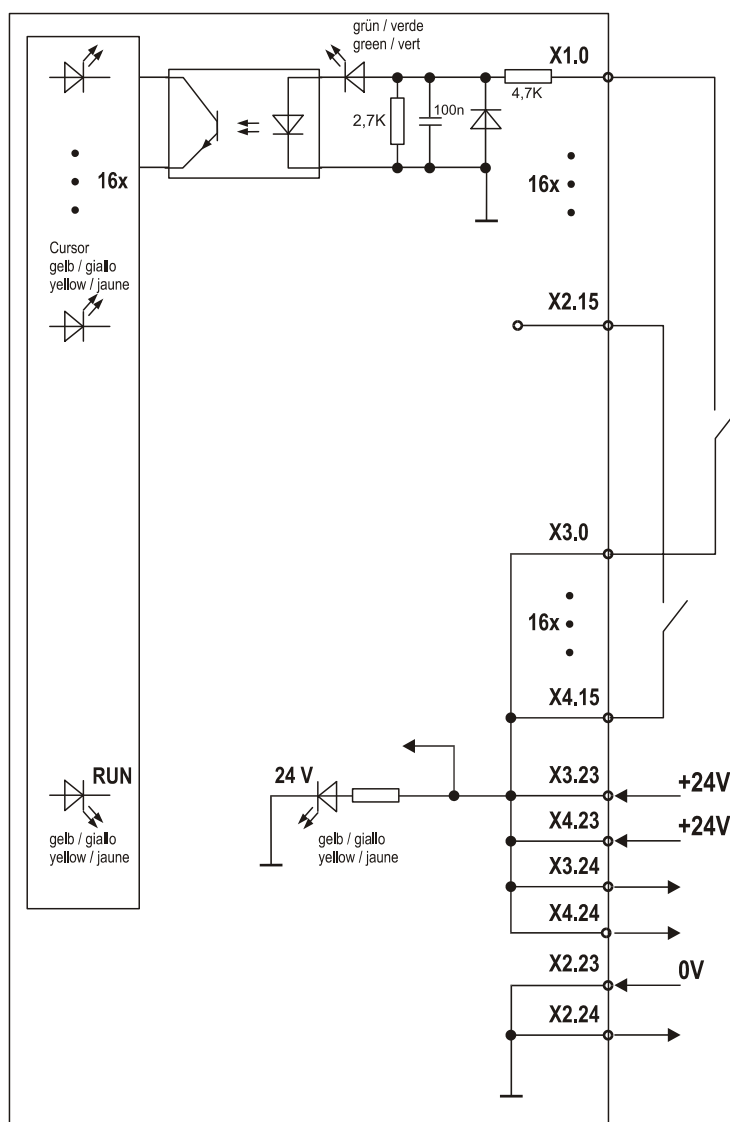 grün / verde
green / vert
X1.0
4,7K
2,7K
100n
16x
16x
Cursor
gelb / giallo
yellow / jaune
X2.15
X3.0
16x
X4.15
RUN
24 V
X3.23
+24V
gelb / giallo
yellow / jaune
gelb / giallo
yellow / jaune
X4.23
+24V
X3.24
X4.24
X2.23
0V
X2.24